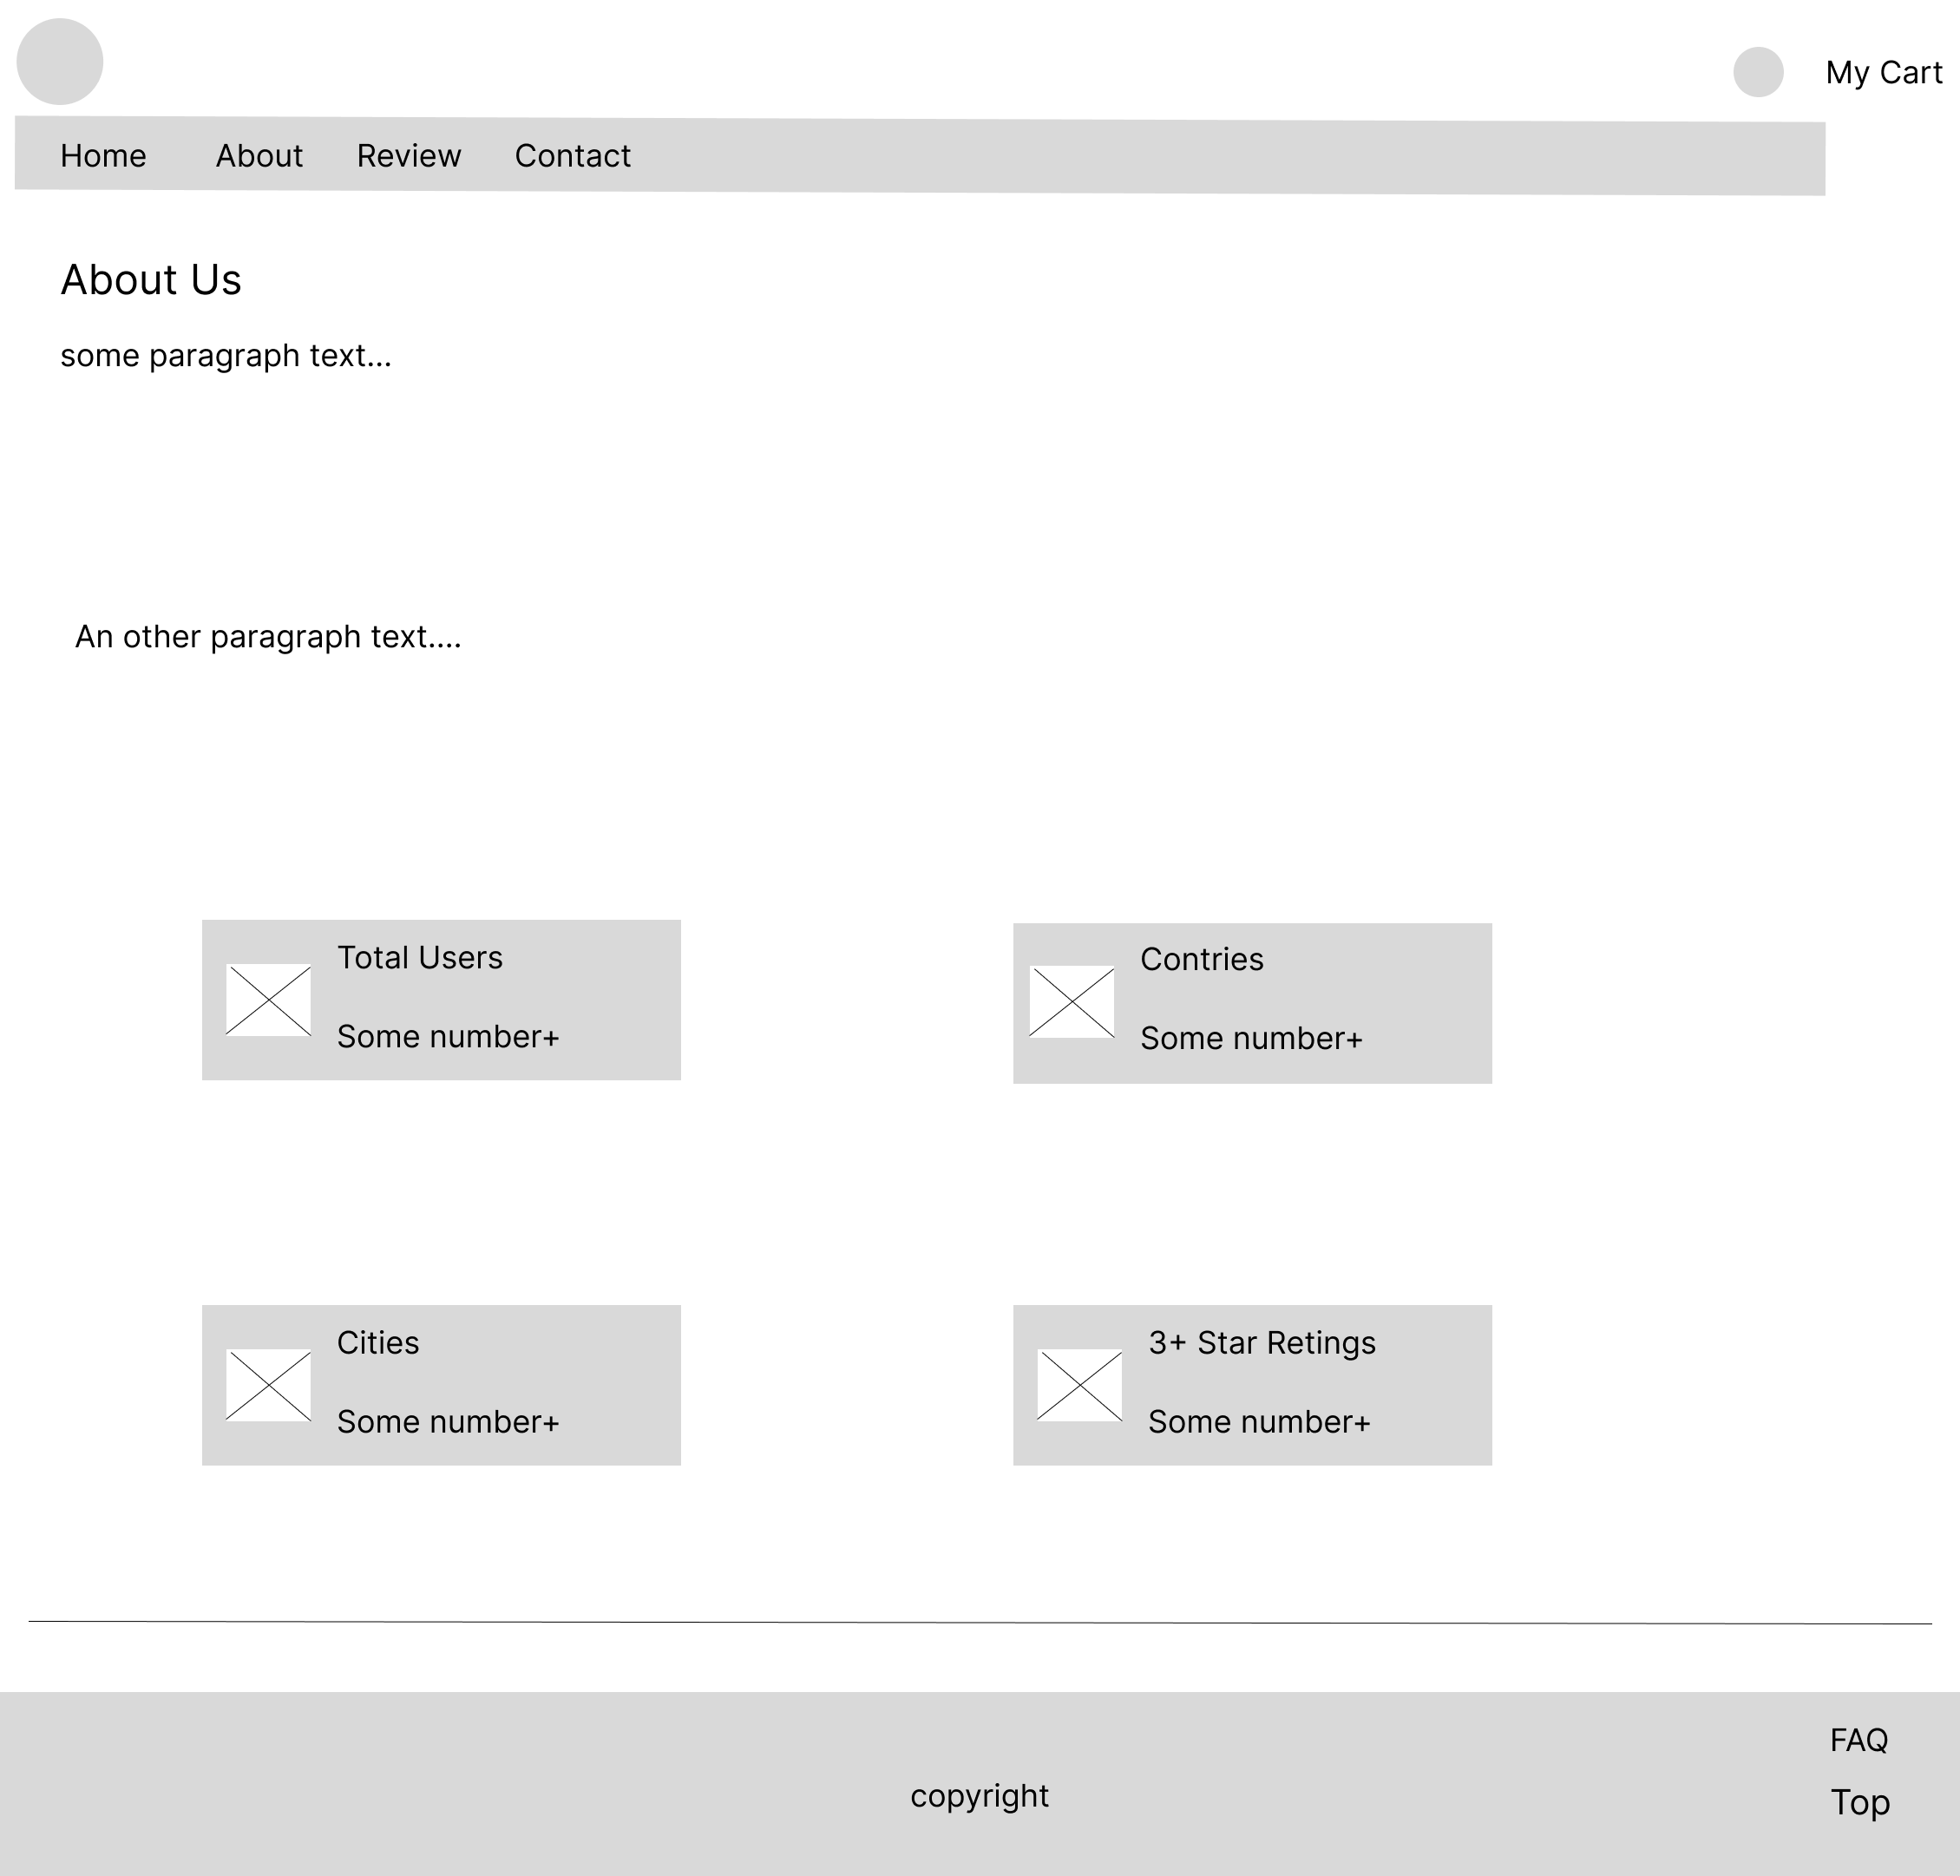 My Cart
Home About Review Contact
About Us
some paragraph text...
An other paragraph text....
Total Users
Some number+
Contries
Some number+
Cities
Some number+
3+ Star Retings
Some number+
FAQ
copyright
Top